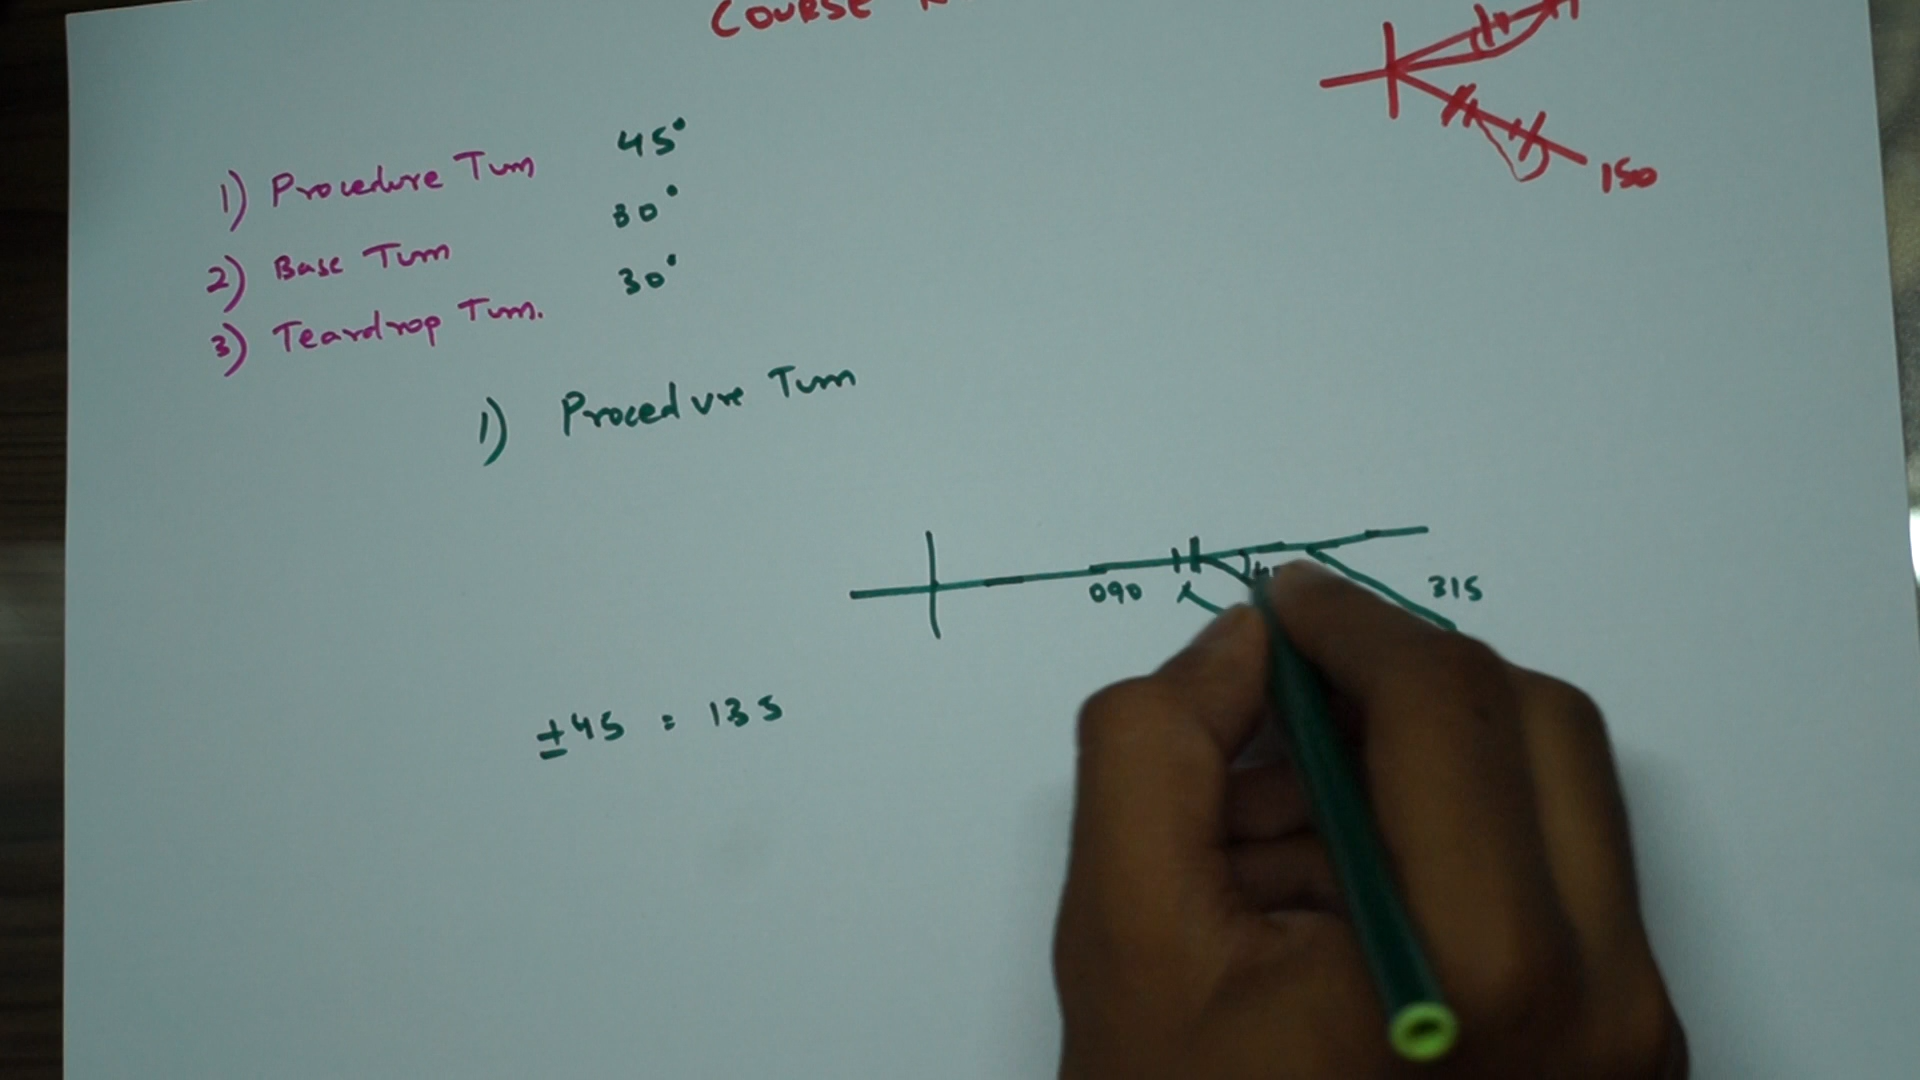 COURSE
1) Procedure Turn 45°
2) Base Turn 80°
3) Teardrop Turn. 30°
150
1) Procedure Turn
090
315
±45 = 135